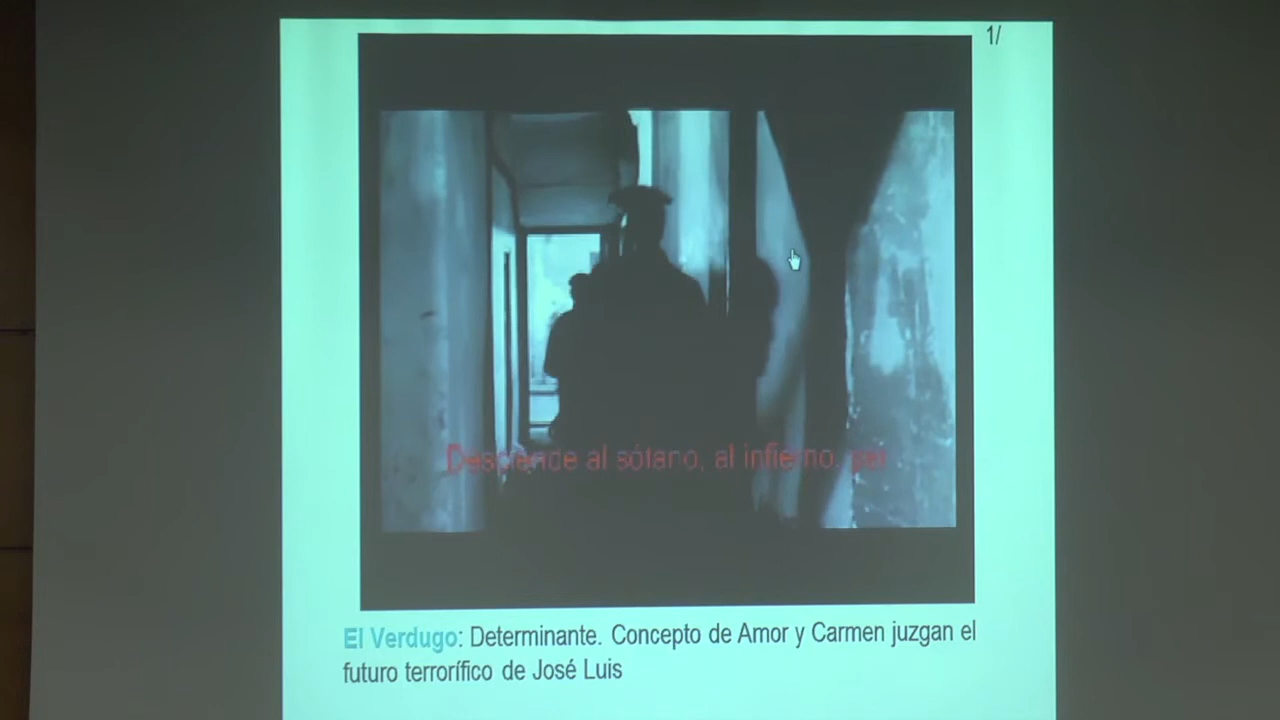 1/
Desciende al sótano, al infierno, per
El Verdugo: Determinante. Concepto de Amor y Carmen juzgan el
futuro terrorífico de José Luis